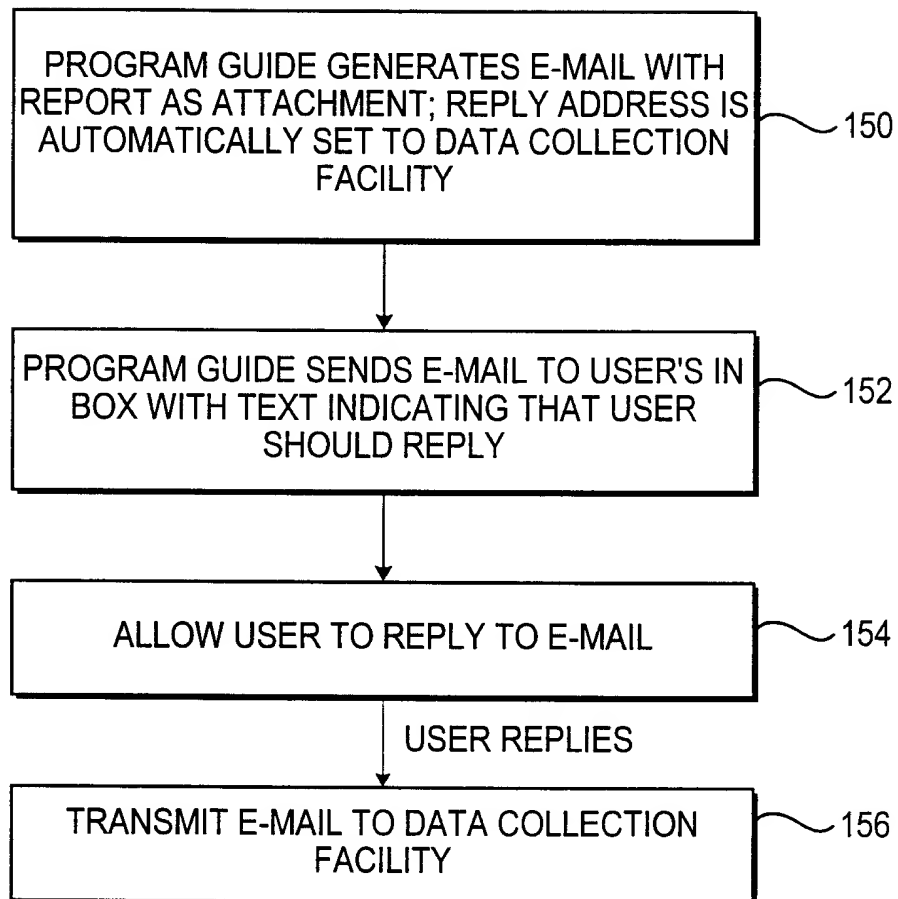 PROGRAM GUIDE GENERATES E-MAIL WITH
REPORT AS ATTACHMENT; REPLY ADDRESS IS
AUTOMATICALLY SET TO DATA COLLECTION
FACILITY
150
PROGRAM GUIDE SENDS E-MAIL TO USER'S IN
BOX WITH TEXT INDICATING THAT USER
SHOULD REPLY
152
ALLOW USER TO REPLY TO E-MAIL
154
USER REPLIES
TRANSMIT E-MAIL TO DATA COLLECTION
FACILITY
156